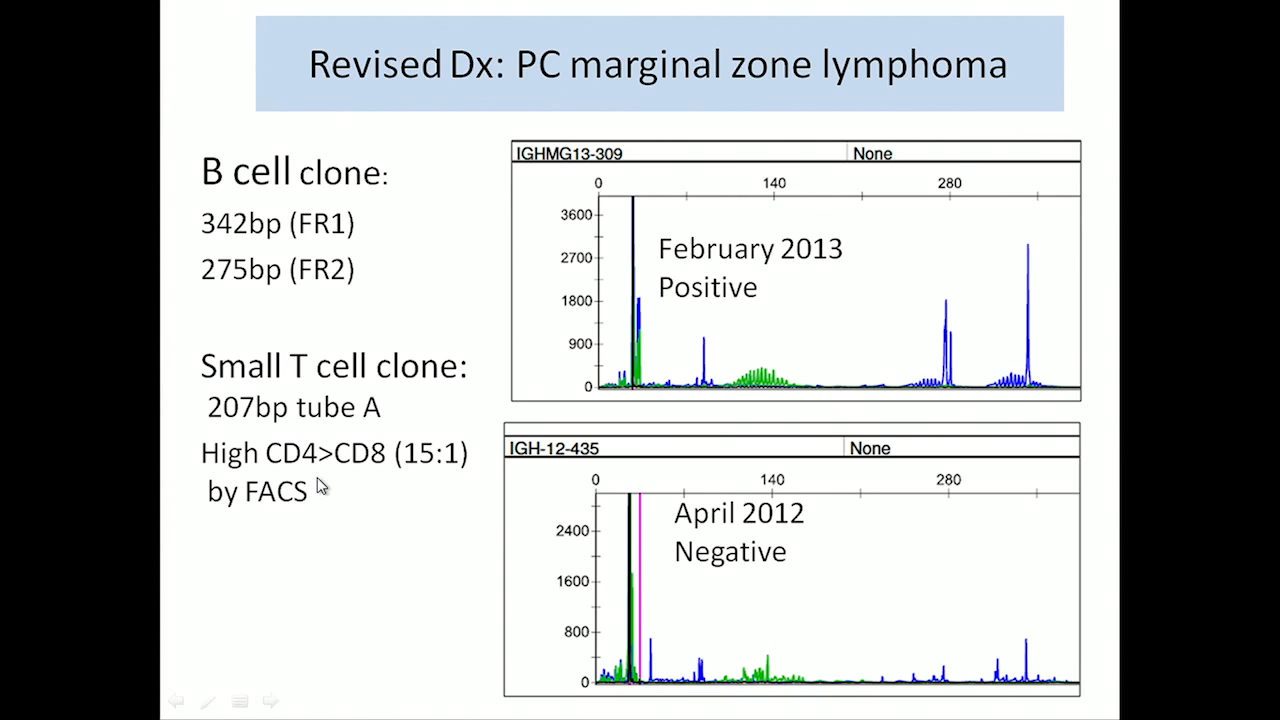 Revised Dx: PC marginal zone lymphoma
B cell clone:
342bp (FR1)
275bp (FR2)
Small T cell clone:
207bp tube A
High CD4>CD8 (15:1)
by FACS
IGHMG13-309 None
0 140 280
3600
2700
1800
900
0
February 2013
Positive
IGH-12-435 None
0 140 280
2400
1600
800
0
April 2012
Negative